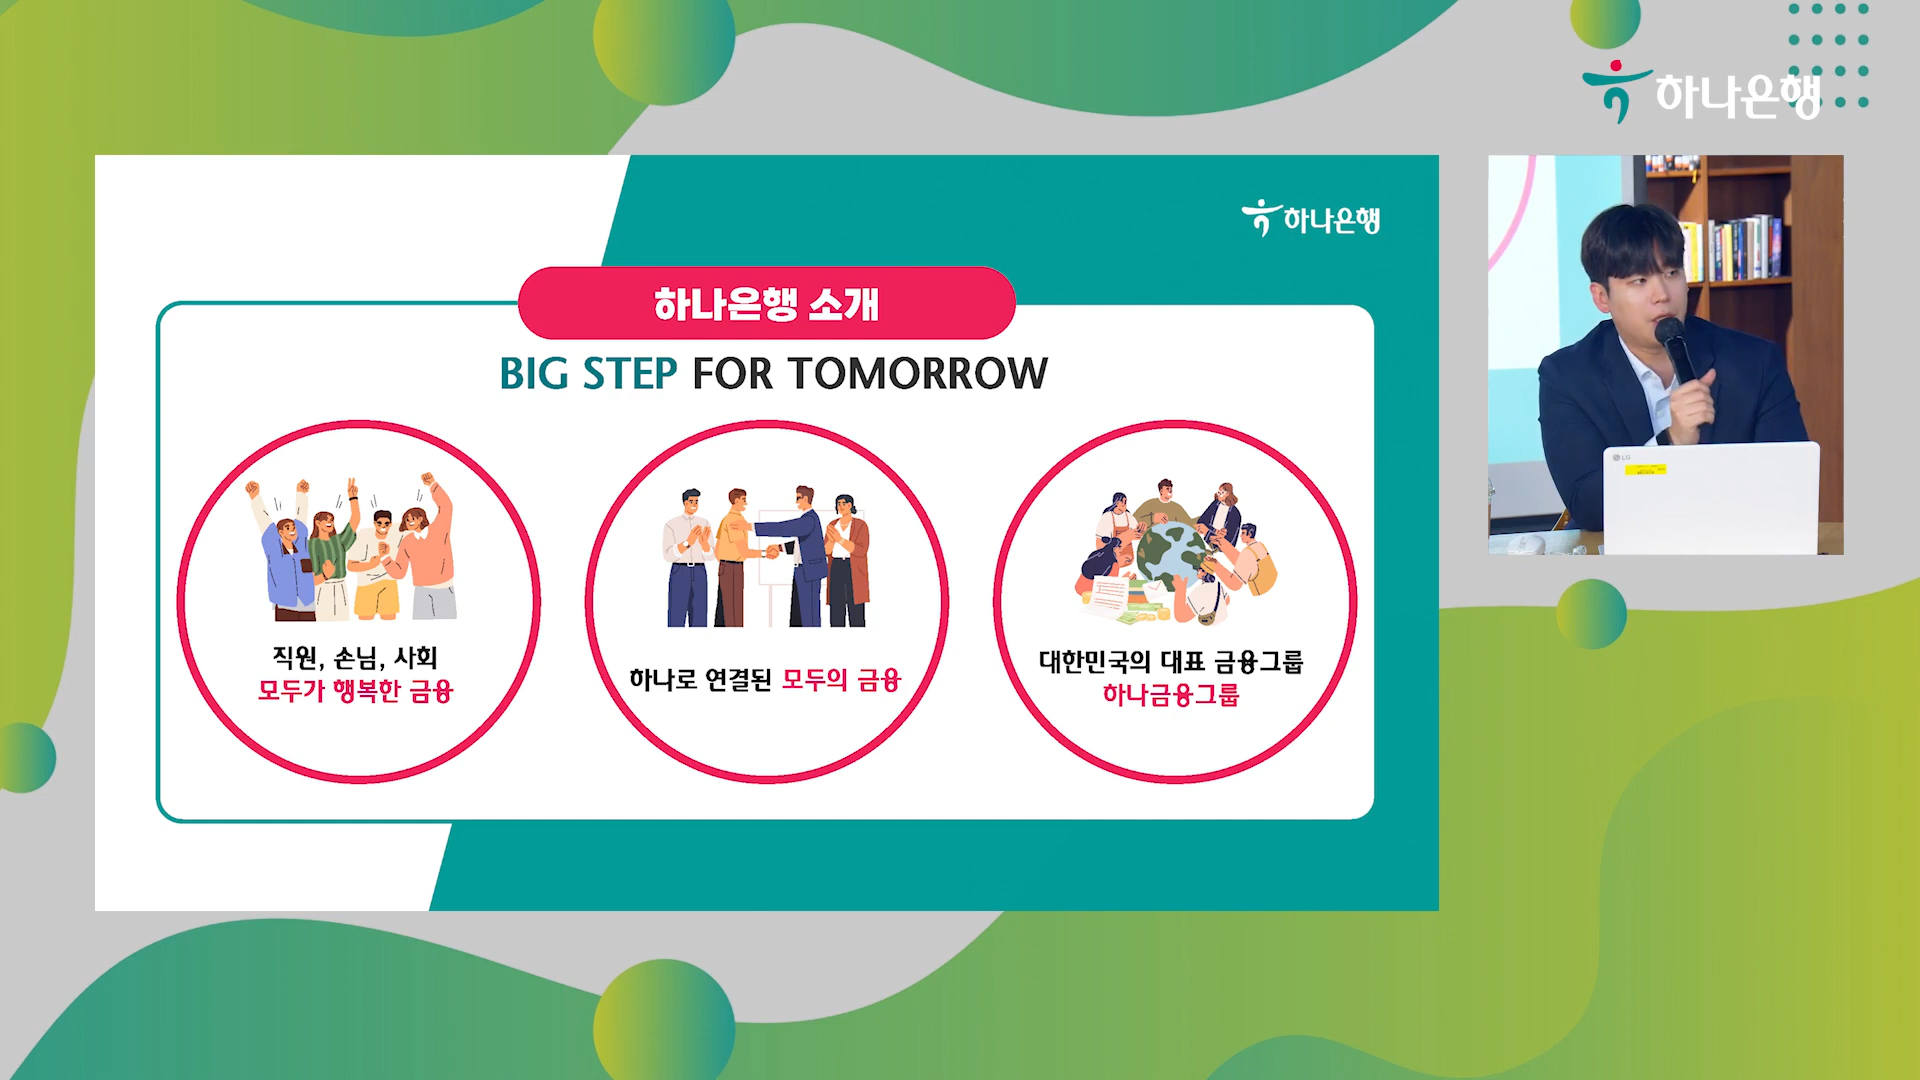 하나은행
하나은행
하나은행 소개
BIG STEP FOR TOMORROW
직원, 손님, 사회
모두가 행복한 금융
하나로 연결된 모두의 금융
대한민국의 대표 금융그룹
하나금융그룹
LG